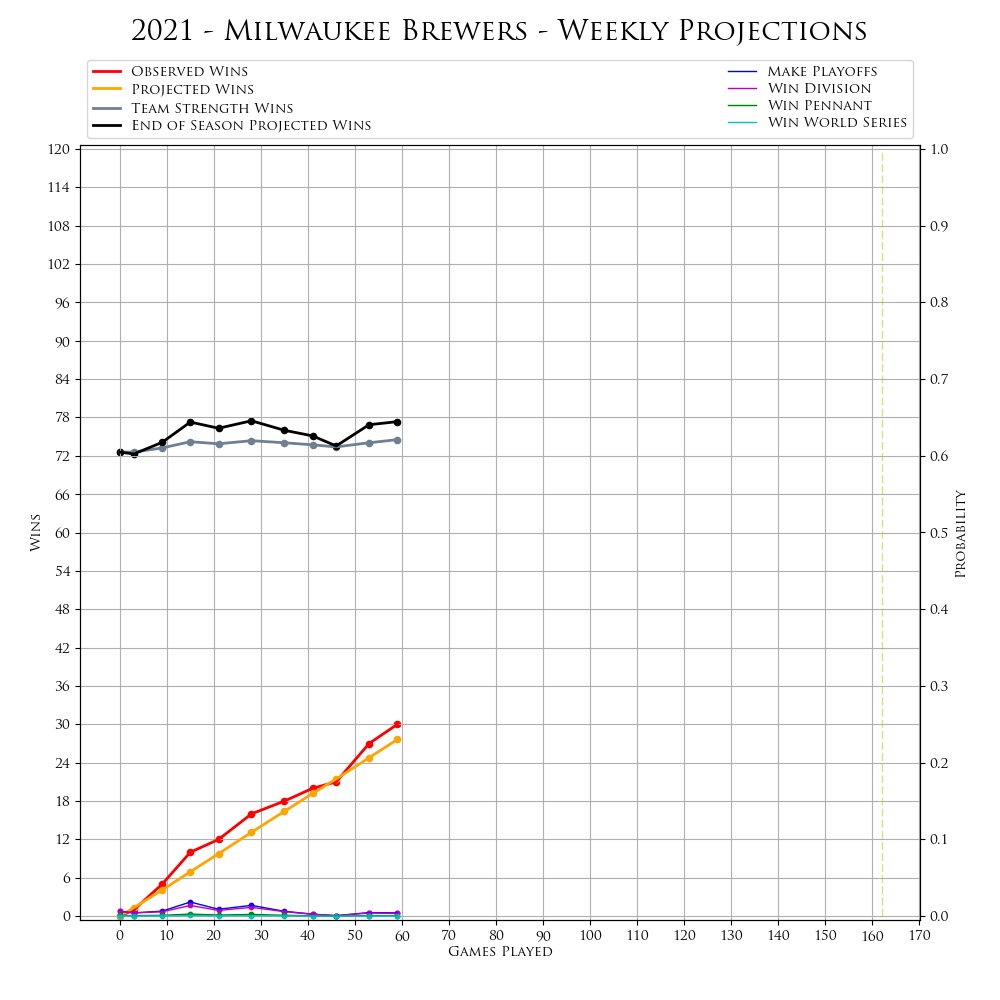 2021 - Milwaukee Brewers - Weekly Projections
Observed Wins
Projected Wins
Team Strength Wins
End of Season Projected Wins
Make Playoffs
Win Division
Win Pennant
Win World Series
120
114
108
102
96
90
84
78
72
66
60
54
48
42
36
30
24
18
12
6
0
Wins
1.0
0.9
0.8
0.7
0.6
0.5
0.4
0.3
0.2
0.1
0.0
Probability
0 10 20 30 40 50 60 70 80 90 100 110 120 130 140 150 160 170
Games Played